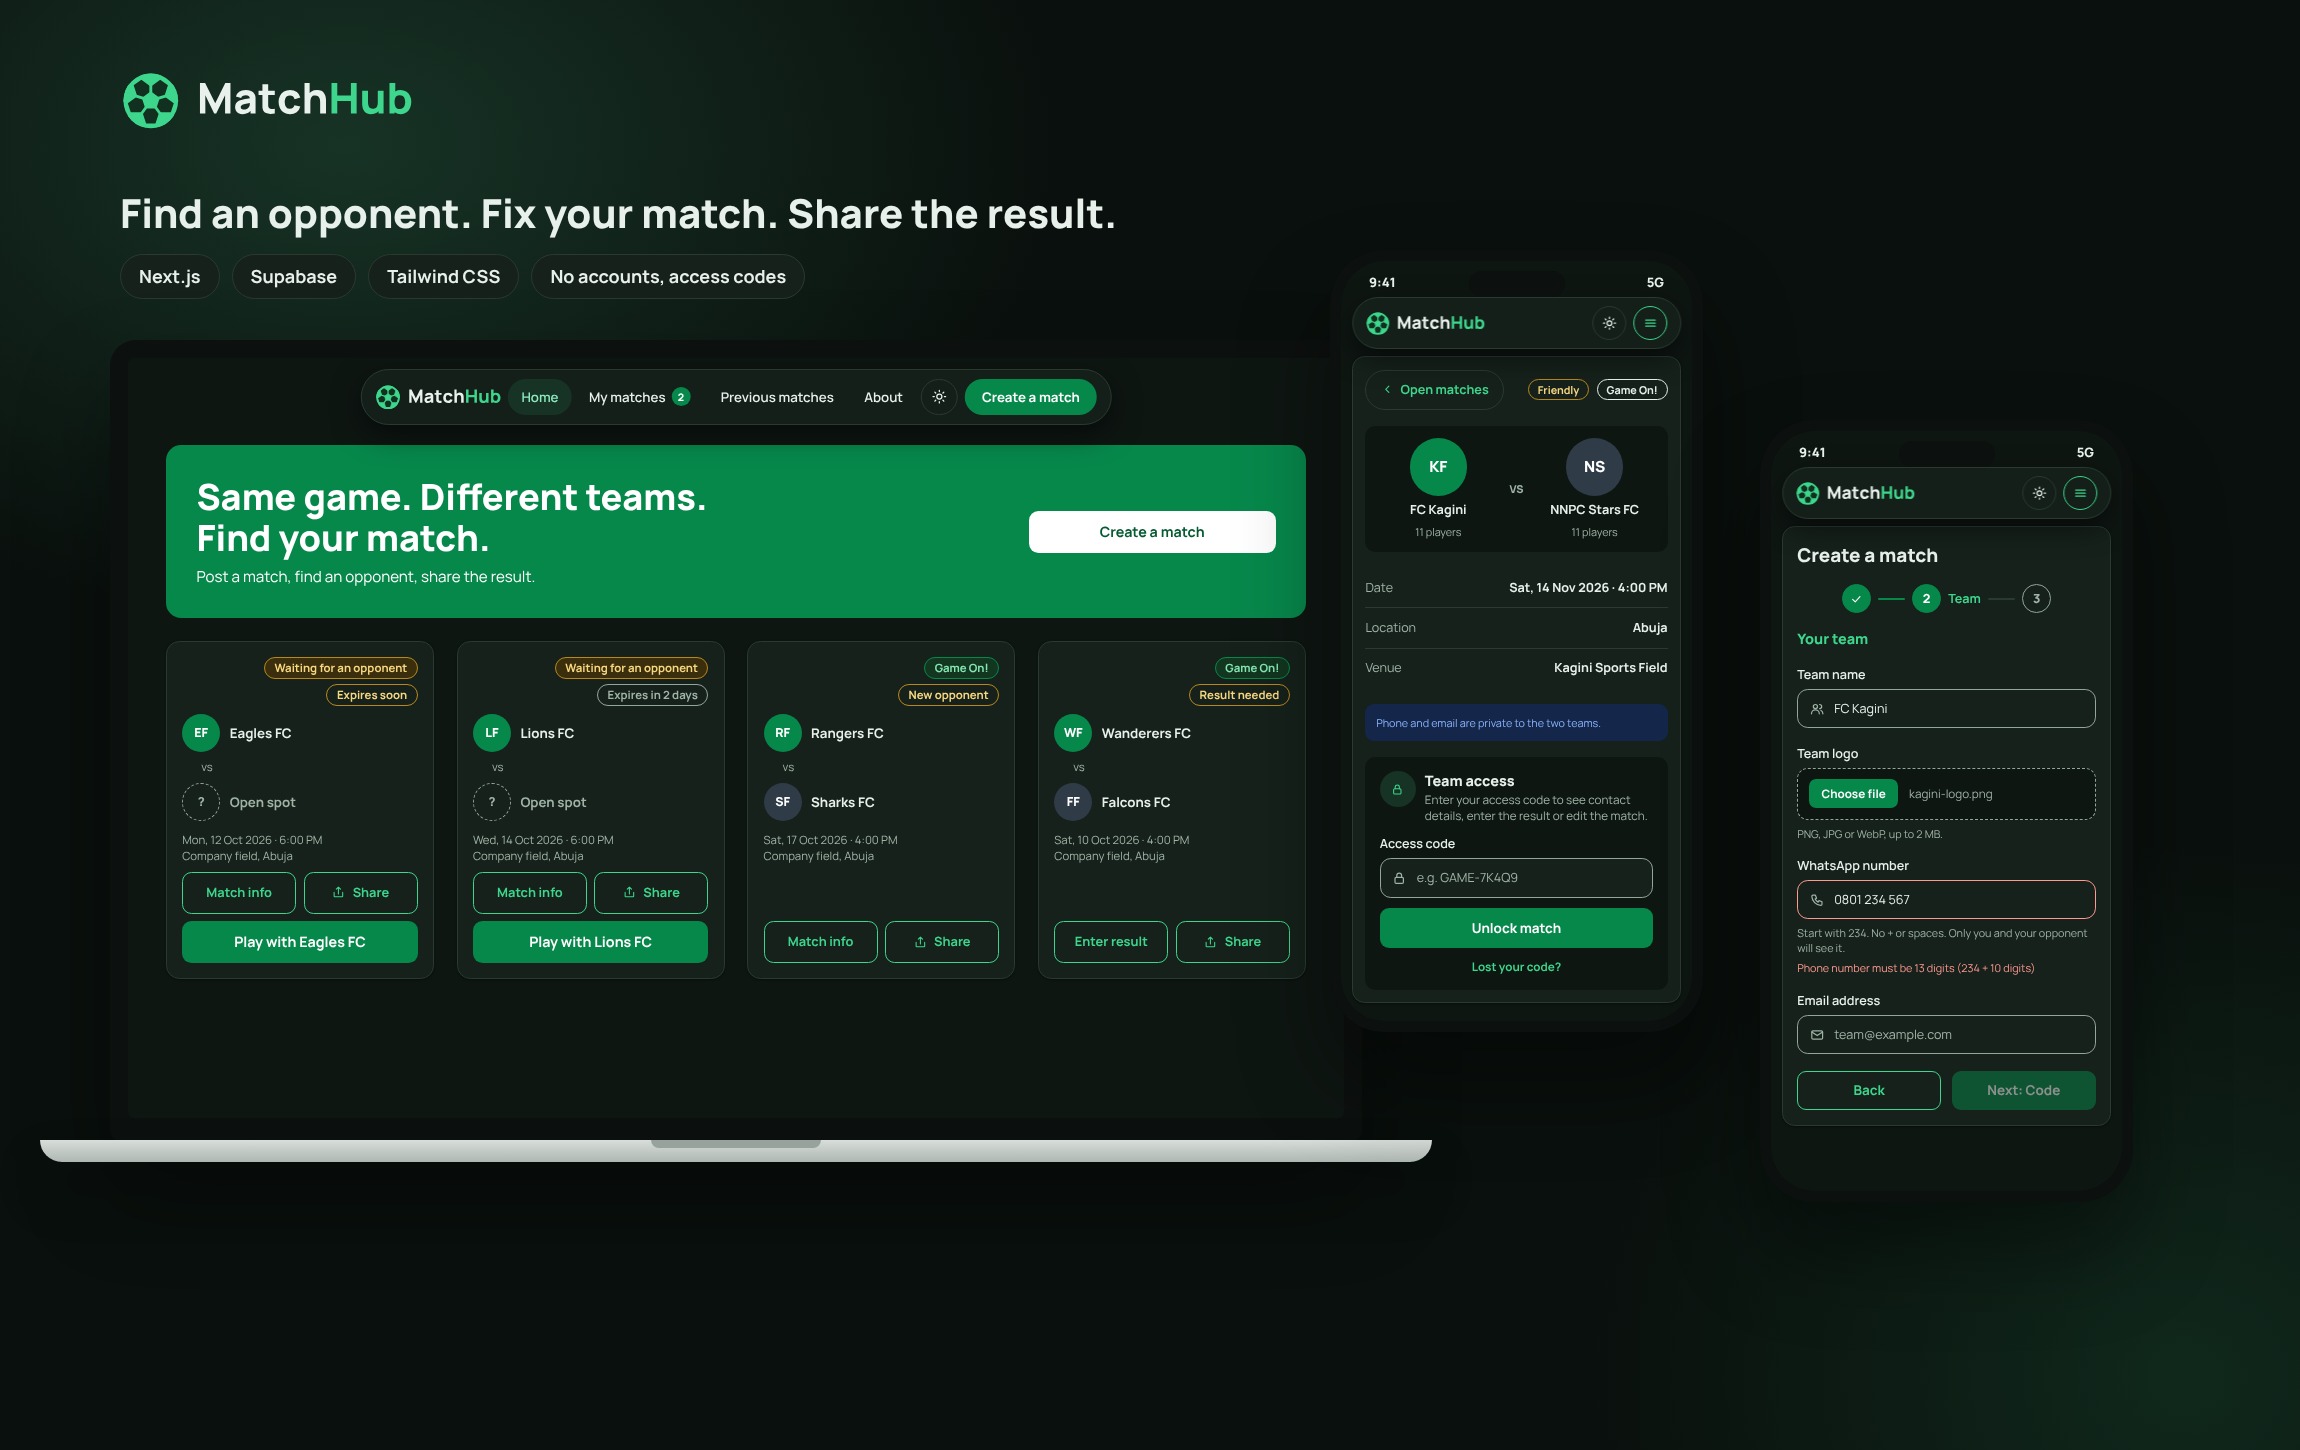 MatchHub
Find an opponent. Fix your match. Share the result.
Next.js
Supabase
Tailwind CSS
No accounts, access codes
MatchHub
Home
My matches 2
Previous matches
About
Create a match
Same game. Different teams.
Find your match.
Post a match, find an opponent, share the result.
Create a match
Waiting for an opponent
Expires soon
EF
Eagles FC
vs
?
Open spot
Mon, 12 Oct 2026 · 6:00 PM
Company field, Abuja
Match info
Share
Play with Eagles FC
Waiting for an opponent
Expires in 2 days
LF
Lions FC
vs
?
Open spot
Wed, 14 Oct 2026 · 6:00 PM
Company field, Abuja
Match info
Share
Play with Lions FC
Game On!
New opponent
RF
Rangers FC
vs
SF
Sharks FC
Sat, 17 Oct 2026 · 4:00 PM
Company field, Abuja
Match info
Share
Game On!
Result needed
WF
Wanderers FC
vs
FF
Falcons FC
Sat, 10 Oct 2026 · 4:00 PM
Company field, Abuja
Enter result
Share
9:41
5G
MatchHub
Open matches
Friendly
Game On!
KF
FC Kagini
11 players
vs
NS
NNPC Stars FC
11 players
Date
Sat, 14 Nov 2026 · 4:00 PM
Location
Abuja
Venue
Kagini Sports Field
Phone and email are private to the two teams.
Team access
Enter your access code to see contact
details, enter the result or edit the match.
Access code
e.g. GAME-7K4Q9
Unlock match
Lost your code?
9:41
5G
MatchHub
Create a match
2
Team
3
Your team
Team name
FC Kagini
Team logo
Choose file
kagini-logo.png
PNG, JPG or WebP, up to 2 MB.
WhatsApp number
0801 234 567
Start with 234. No + or spaces. Only you and your opponent
will see it.
Phone number must be 13 digits (234 + 10 digits)
Email address
team@example.com
Back
Next: Code